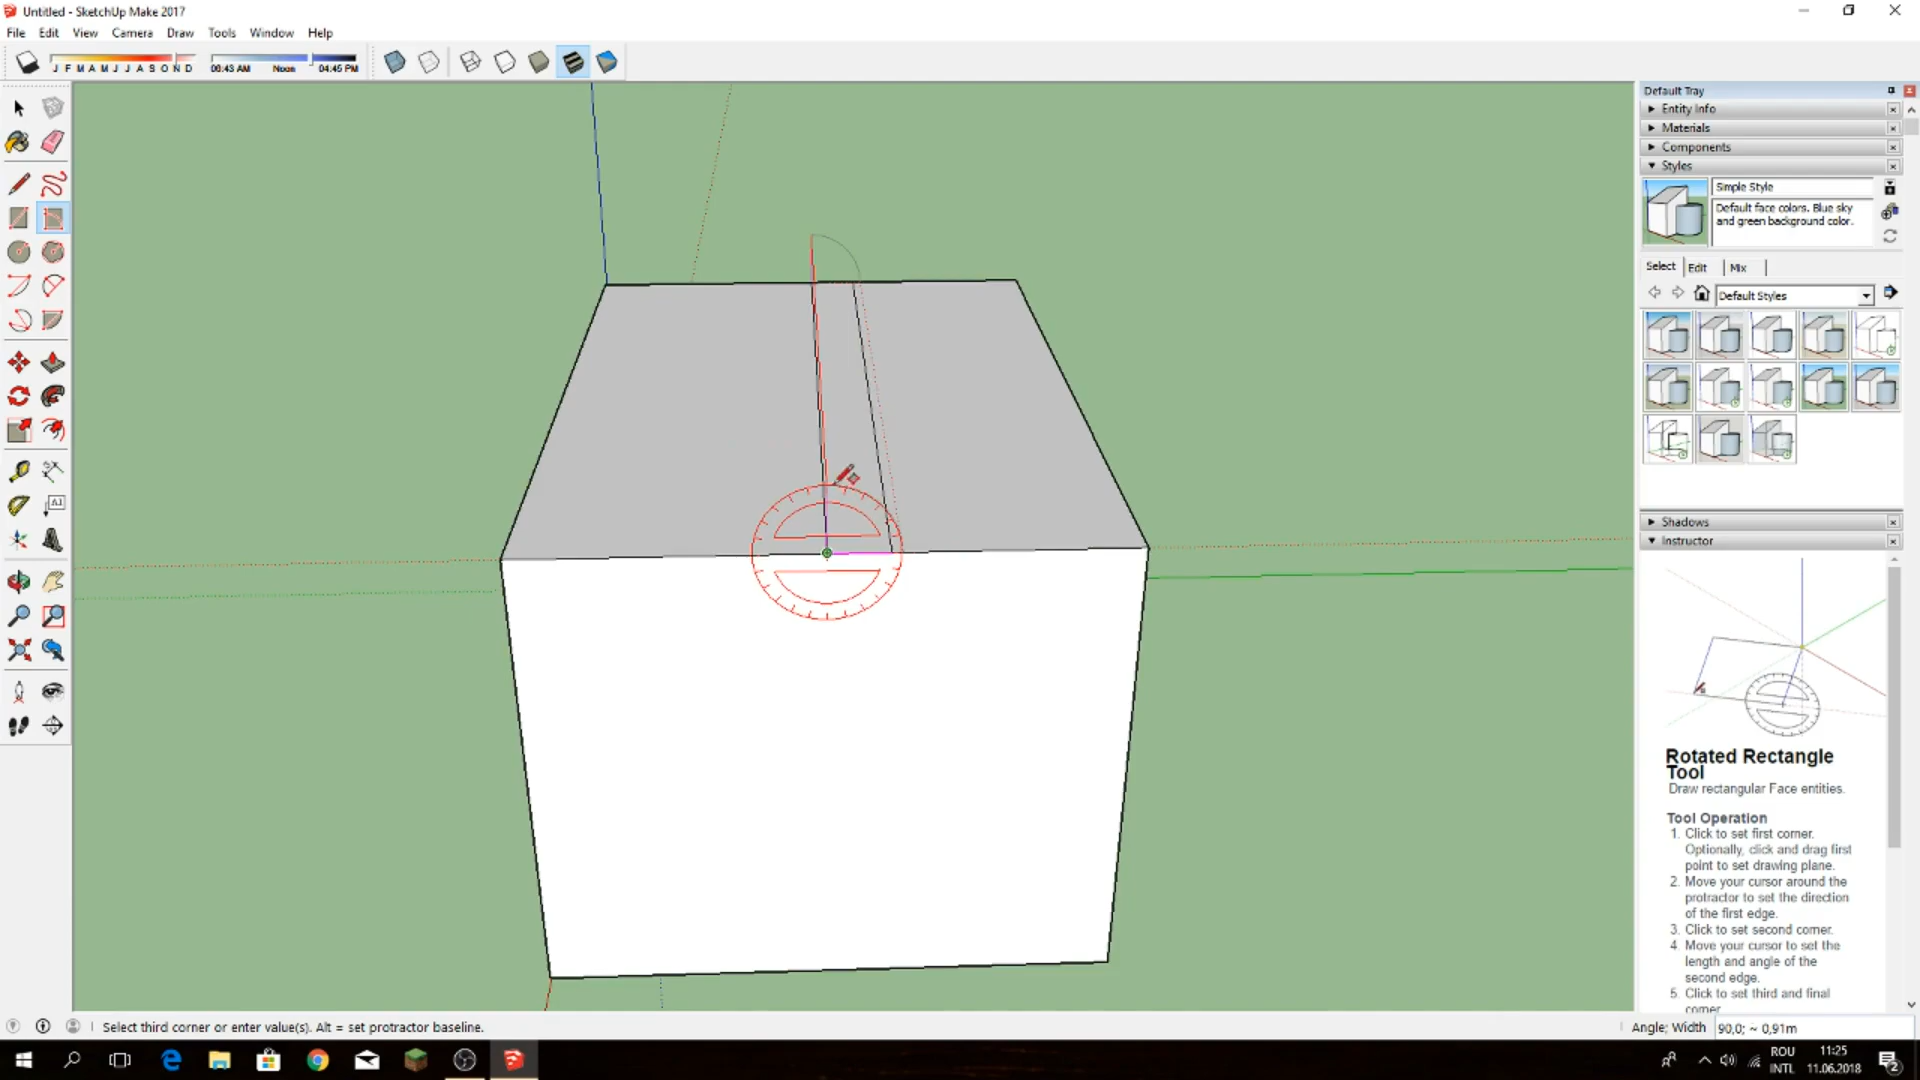 Untitled - SketchUp Make 2017
File Edit View Camera Draw Tools Window Help
J F M A M J J A S O N D 06:43 AM Noon 04:45 PM
Default Tray
Entity Info
Materials
Components
Styles
Simple Style
Default face colors. Blue sky
and green background color.
Select Edit Mix
Default Styles
Shadows
Instructor
A1
Rotated Rectangle
Tool
Draw rectangular Face entities.
Tool Operation
1. Click to set first corner.
Optionally, click and drag first
point to set drawing plane.
2. Move your cursor around the
protractor to set the direction
of the first edge.
3. Click to set second corner.
4 Move your cursor to set the
length and angle of the
second edge.
5. Click to set third and final
corner
Select third corner or enter value(s). Alt = set protractor baseline.
Angle; Width 90,0; ~ 0,91m
ROU
INTL
11:25
11.06.2018
2